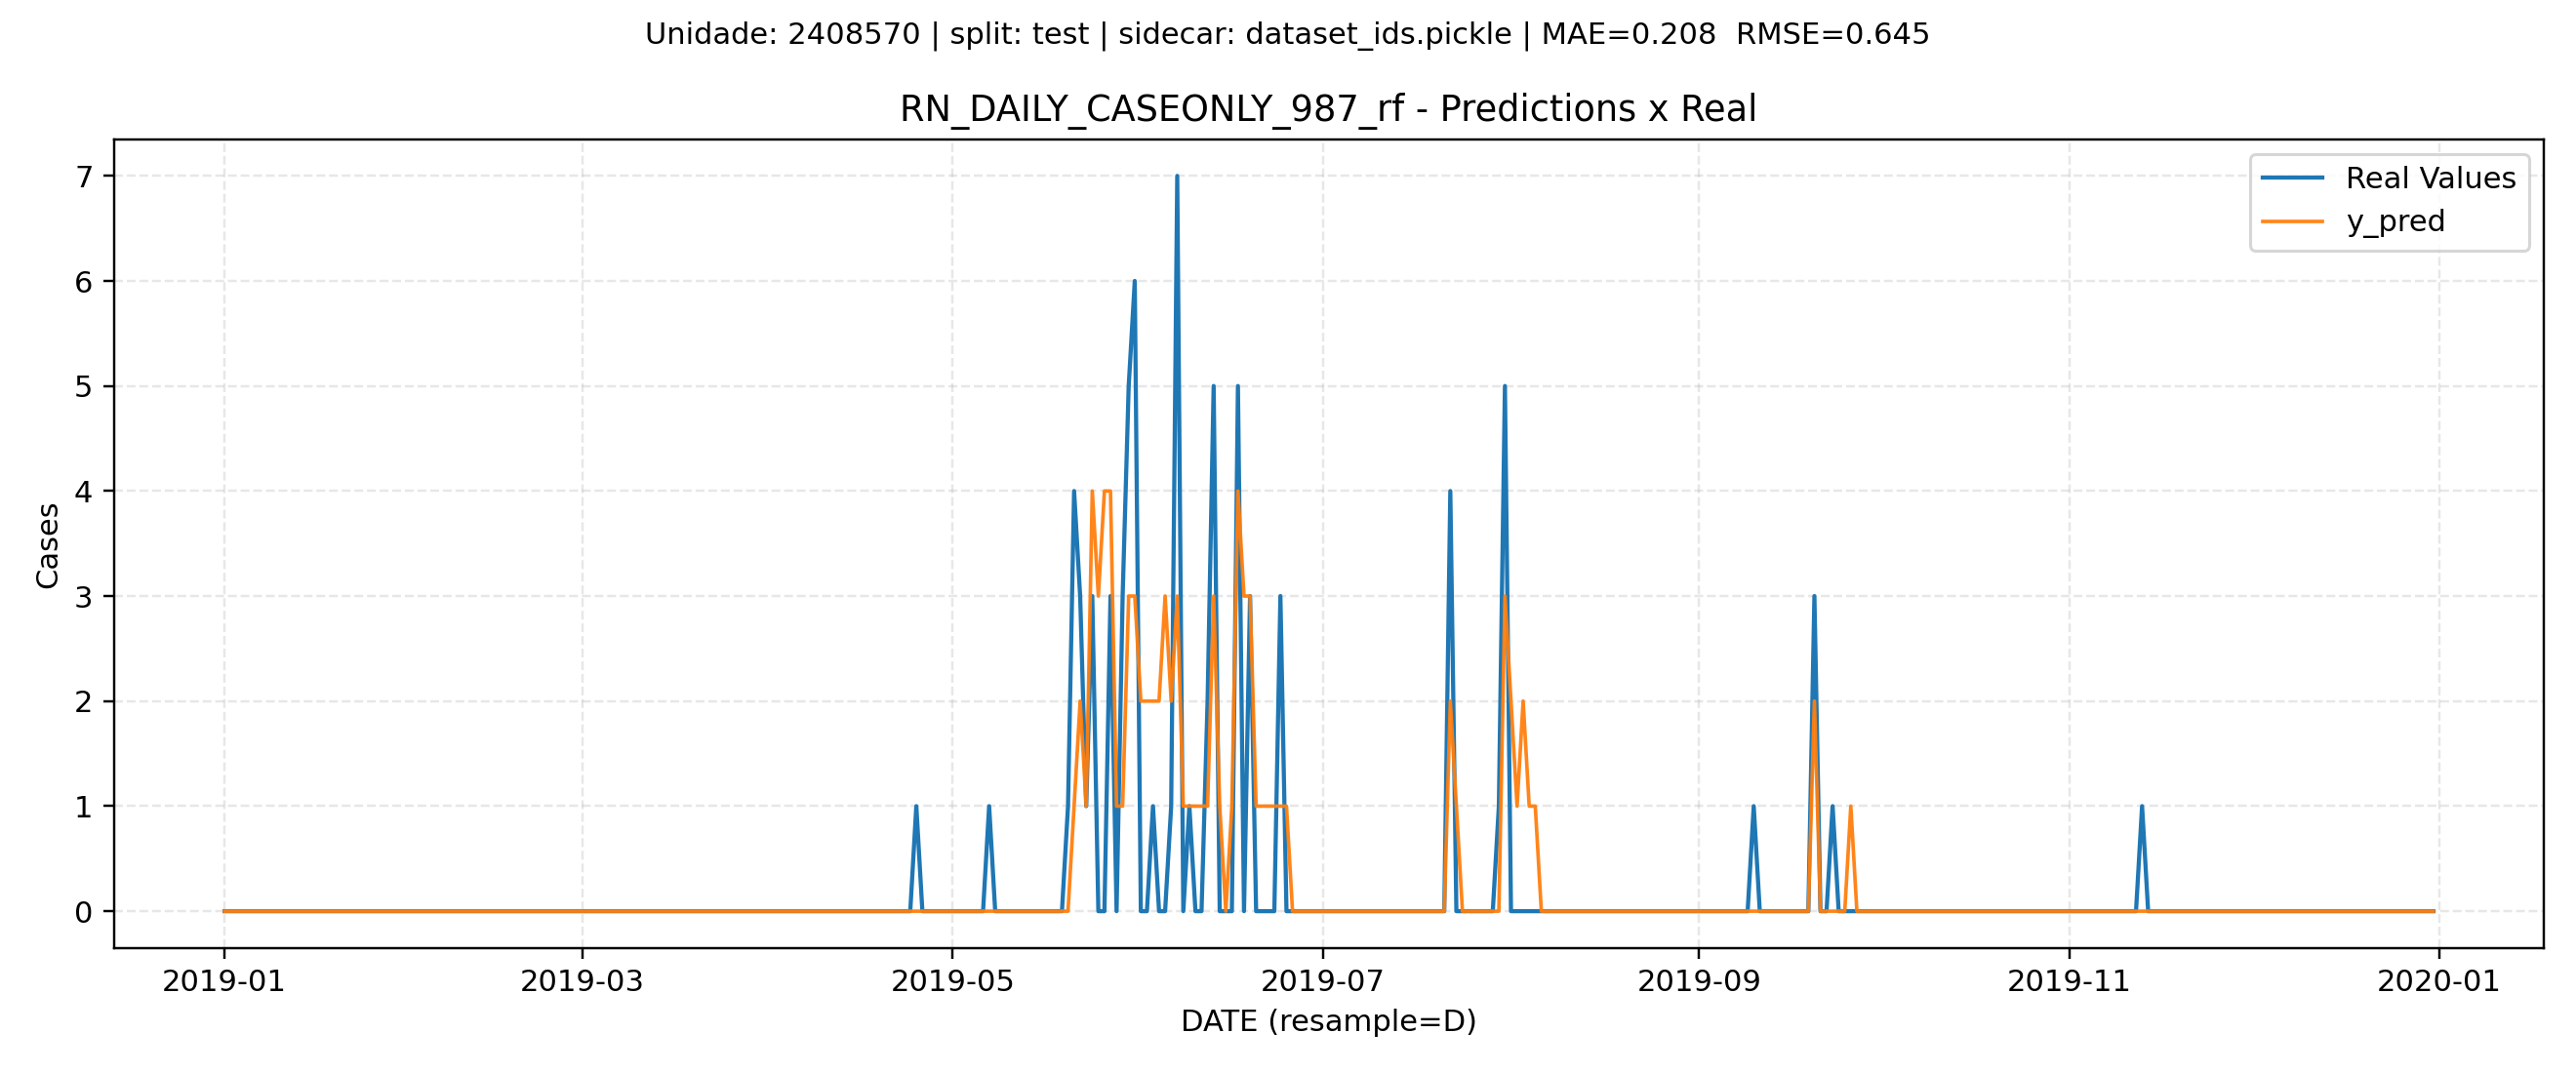 Unidade: 2408570 | split: test | sidecar: dataset_ids.pickle | MAE=0.208  RMSE=0.645
RN_DAILY_CASEONLY_987_rf - Predictions x Real
Real Values
y_pred
7
6
5
4
3
2
1
0
Cases
2019-01
2019-03
2019-05
2019-07
2019-09
2019-11
2020-01
DATE (resample=D)